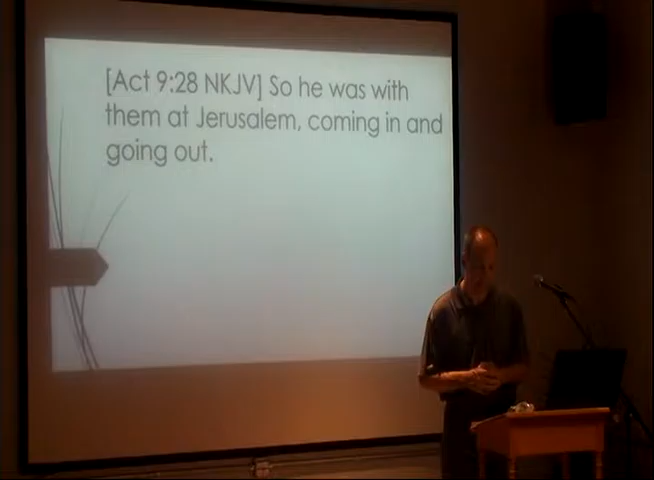 [Act 9:28 NKJV] So he was with
them at Jerusalem, coming in and
going out.